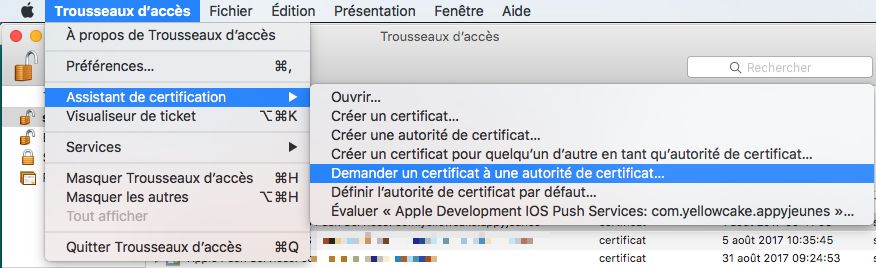 Trousseaux d'accès Fichier Édition Présentation Fenêtre Aide
À propos de Trousseaux d'accès
Trousseaux d'accès
Préférences... ⌘,
Rechercher
Assistant de certification
Ouvrir...
Visualiseur de ticket ⌥⌘K
Créer un certificat...
Créer une autorité de certificat...
Services
Créer un certificat pour quelqu'un d'autre en tant qu'autorité de certificat...
Masquer Trousseaux d'accès ⌘H
Demander un certificat à une autorité de certificat...
Masquer les autres ⌥⌘H
Définir l'autorité de certificat par défaut...
Tout afficher
Évaluer « Apple Development IOS Push Services: com.yellowcake.appyjeunes »...
Quitter Trousseaux d'accès ⌘Q
certificat 5 août 2017 10:35:45
certificat 31 août 2017 09:24:53